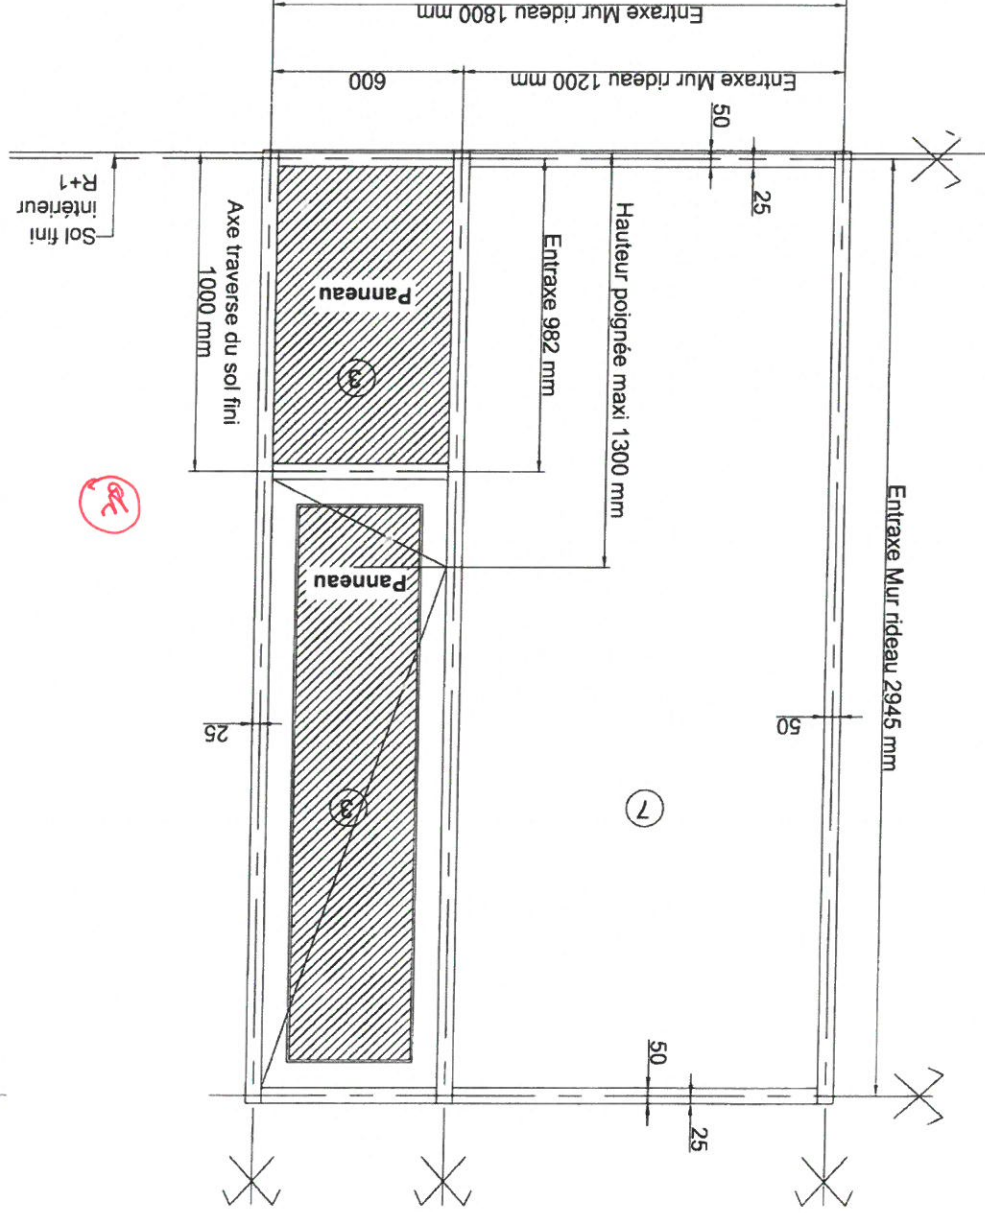 Entraxe Mur rideau 1800 mm
Entraxe Mur rideau 1200 mm
600
50
25
Sol fini
intérieur
R+1
Axe traverse du sol fini
1000 mm
Panneau
3
Entraxe 982 mm
Hauteur poignée maxi 1300 mm
Entraxe Mur rideau 2945 mm
Panneau
3
25
50
7
50
25